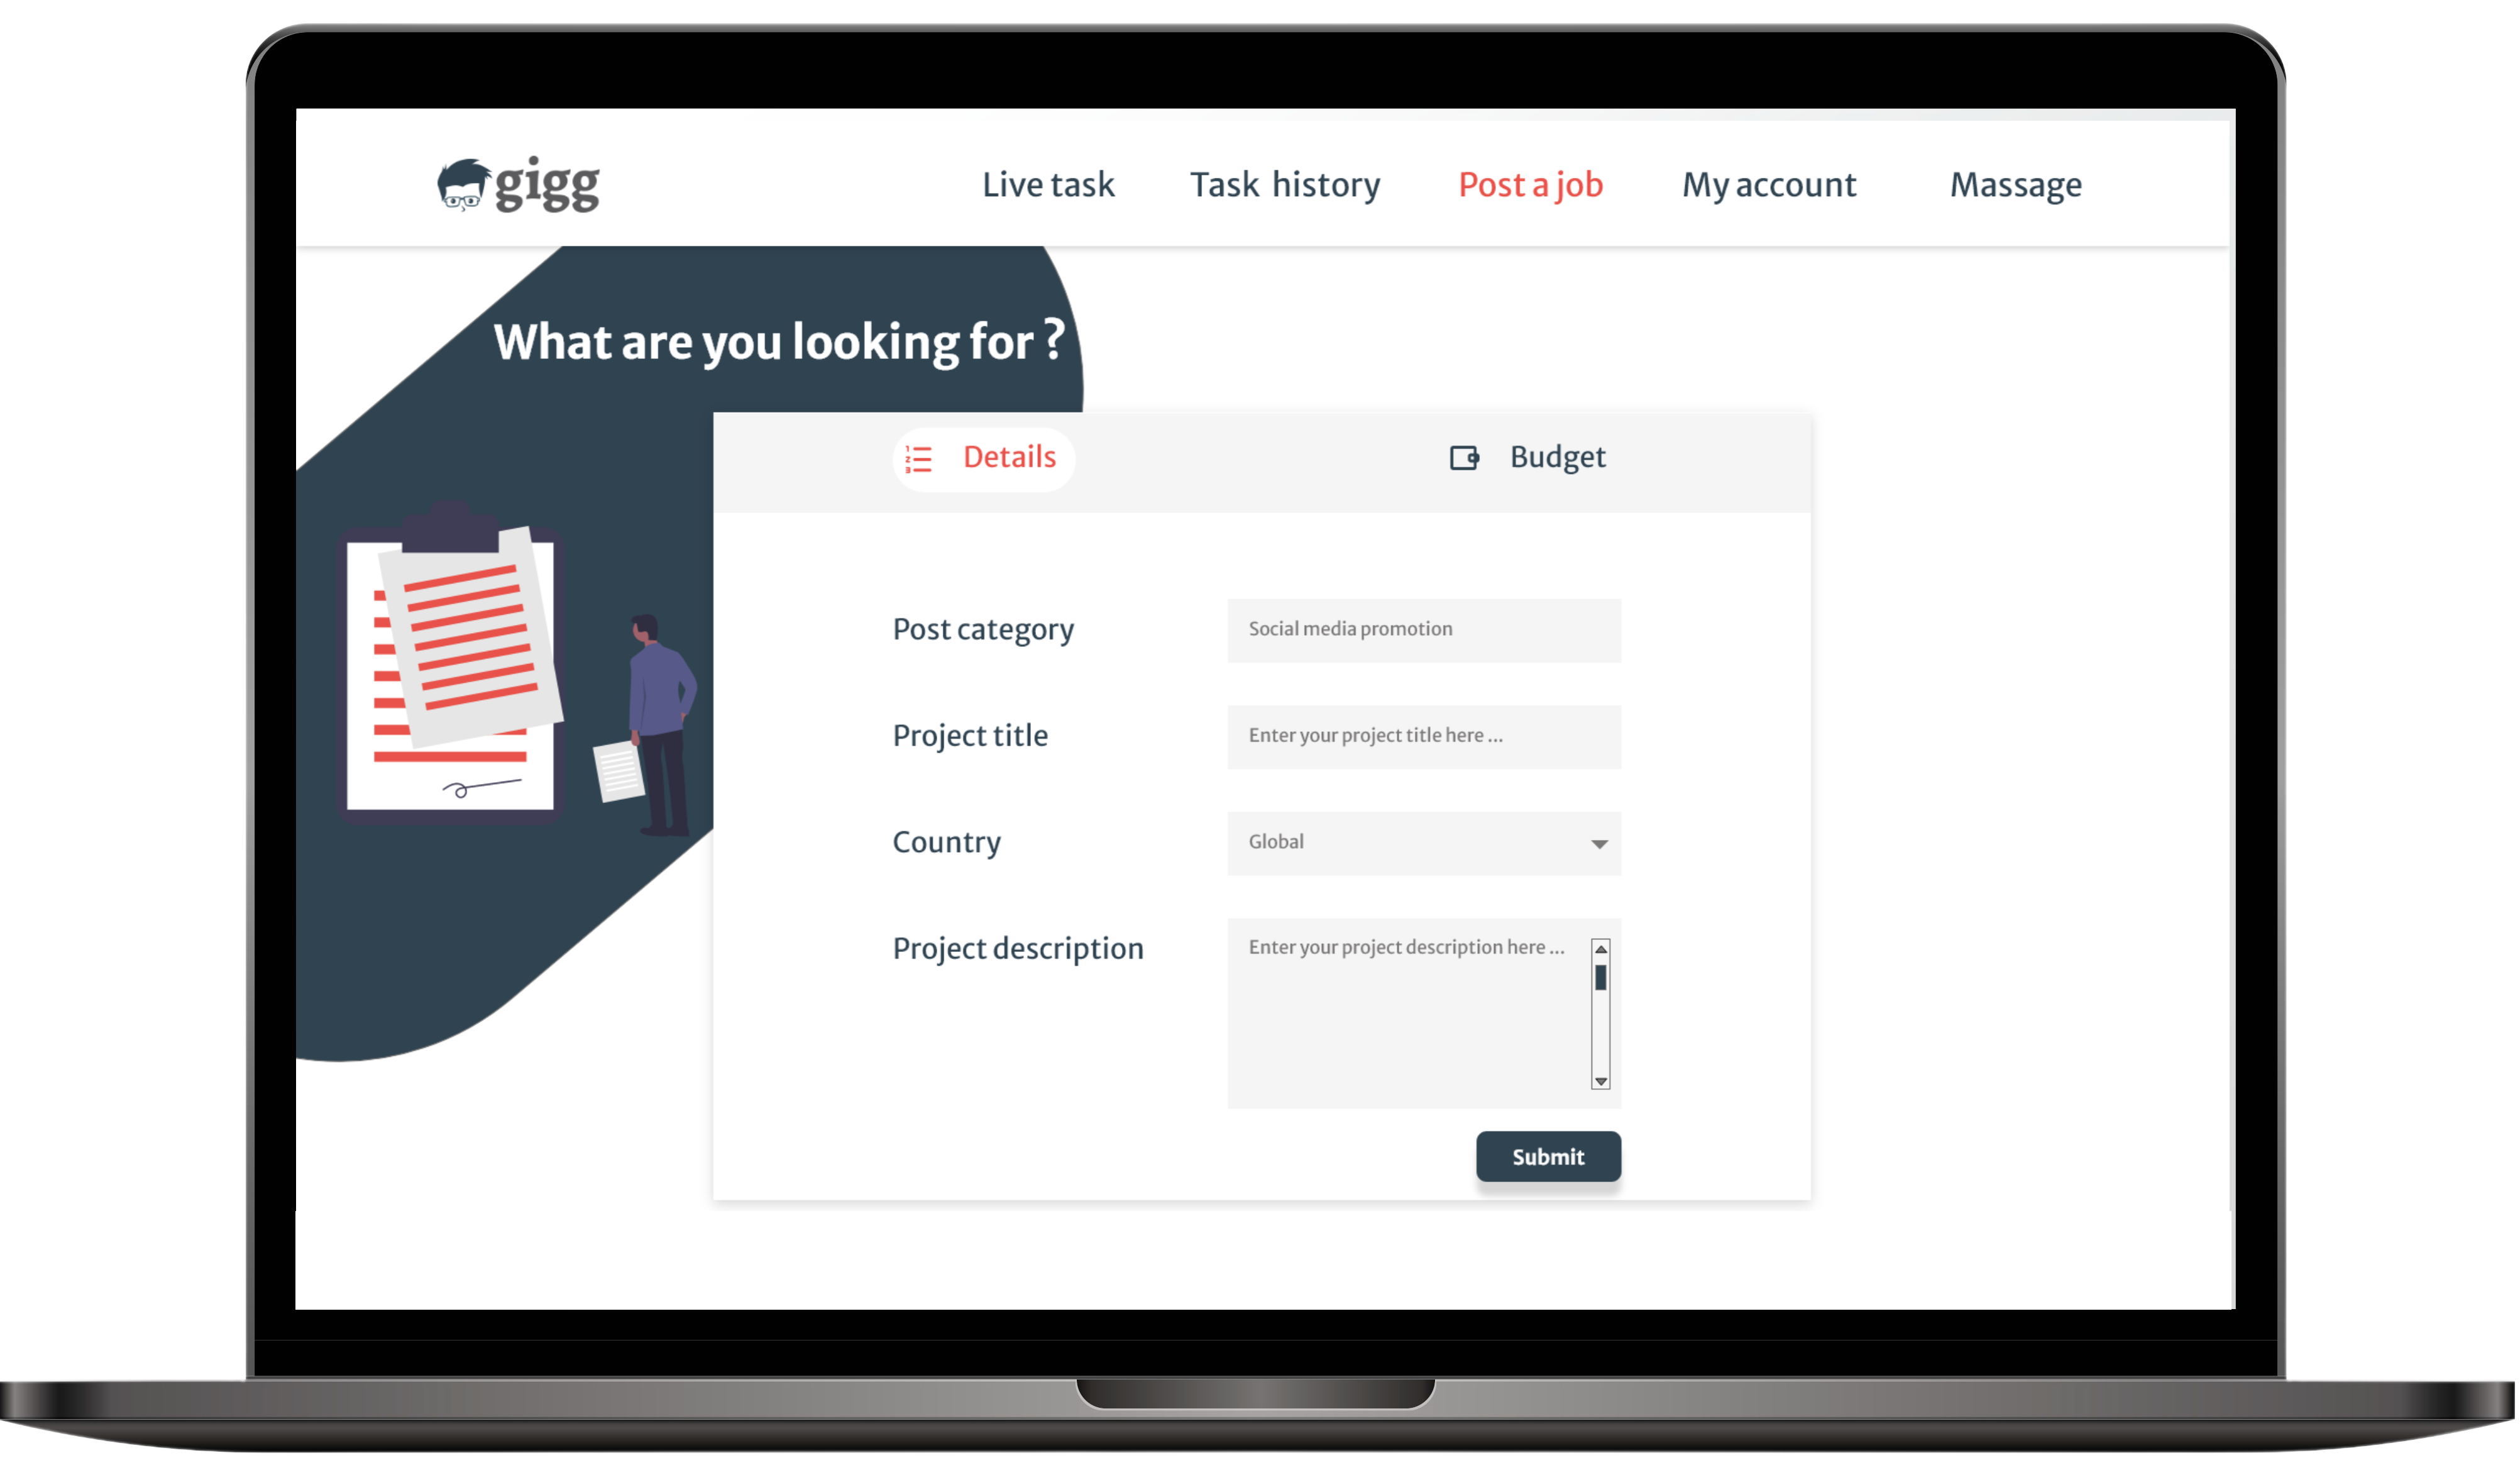 gigg
Live task
Task history
Post a job
My account
Massage
What are you looking for ?
Details
Budget
Post category
Social media promotion
Project title
Enter your project title here ...
Country
Global
Project description
Enter your project description here ...
Submit